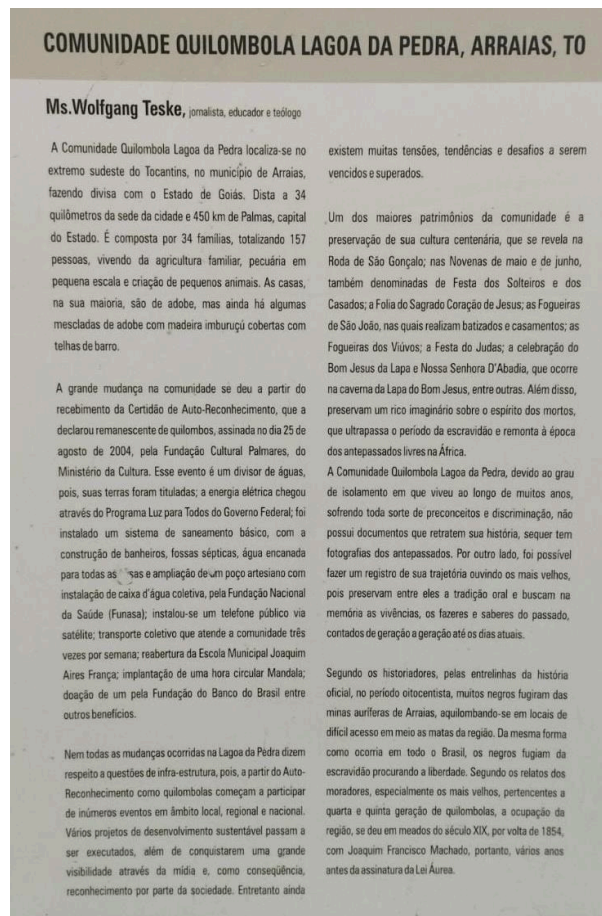 COMUNIDADE QUILOMBOLA LAGOA DA PEDRA, ARRAIAS, TO
Ms.Wolfgang Teske, jornalista, educador e teólogo
A Comunidade Quilombola Lagoa da Pedra localiza-se no
extremo sudeste do Tocantins, no município de Arraias,
fazendo divisa com o Estado de Goiás. Dista a 34
quilômetros da sede da cidade e 450 km de Palmas, capital
do Estado. É composta por 34 famílias, totalizando 157
pessoas, vivendo da agricultura familiar, pecuária em
pequena escala e criação de pequenos animais. As casas,
na sua maioria, são de adobe, mas ainda há algumas
mescladas de adobe com madeira imburuçú cobertas com
telhas de barro.
A grande mudança na comunidade se deu a partir do
recebimento da Certidão de Auto-Reconhecimento, que a
declarou remanescente de quilombos, assinada no dia 25 de
agosto de 2004, pela Fundação Cultural Palmares, do
Ministério da Cultura. Esse evento é um divisor de águas,
pois, suas terras foram tituladas; a energia elétrica chegou
através do Programa Luz para Todos do Governo Federal; foi
instalado um sistema de saneamento básico, com a
construção de banheiros, fossas sépticas, água encanada
para todas as sas e ampliação de um poço artesiano com
instalação de caixa d'água coletiva, pela Fundação Nacional
da Saúde (Funasa); instalou-se um telefone público via
satélite; transporte coletivo que atende a comunidade três
vezes por semana; reabertura da Escola Municipal Joaquim
Aires França; implantação de uma hora circular Mandala;
doação de um pela Fundação do Banco do Brasil entre
outros benefícios.
Nem todas as mudanças ocorridas na Lagoa da Pedra dizem
respeito a questões de infra-estrutura, pois, a partir do Auto-
Reconhecimento como quilombolas começam a participar
de inúmeros eventos em âmbito local, regional e nacional.
Vários projetos de desenvolvimento sustentável passam a
ser executados, além de conquistarem uma grande
visibilidade através da mídia e, como conseqüência,
reconhecimento por parte da sociedade. Entretanto ainda
existem muitas tensões, tendências e desafios a serem
vencidos e superados.
Um dos maiores patrimônios da comunidade é a
preservação de sua cultura centenária, que se revela na
Roda de São Gonçalo; nas Novenas de maio e de junho,
também denominadas de Festa dos Solteiros e dos
Casados; a Folia do Sagrado Coração de Jesus; as Fogueiras
de São João, nas quais realizam batizados e casamentos; as
Fogueiras dos Viúvos; a Festa do Judas; a celebração do
Bom Jesus da Lapa e Nossa Senhora D'Abadia, que ocorre
na caverna da Lapa do Bom Jesus, entre outras. Além disso,
preservam um rico imaginário sobre o espírito dos mortos,
que ultrapassa o período da escravidão e remonta à época
dos antepassados livres na África.
A Comunidade Quilombola Lagoa da Pedra, devido ao grau
de isolamento em que viveu ao longo de muitos anos,
sofrendo toda sorte de preconceitos e discriminação, não
possui documentos que retratem sua história, sequer tem
fotografias dos antepassados. Por outro lado, foi possível
fazer um registro de sua trajetória ouvindo os mais velhos,
pois preservam entre eles a tradição oral e buscam na
memória as vivências, os fazeres e saberes do passado,
contados de geração a geração até os dias atuais.
Segundo os historiadores, pelas entrelinhas da história
oficial, no período oitocentista, muitos negros fugiram das
minas auríferas de Arraias, aquilombando-se em locais de
difícil acesso em meio as matas da região. Da mesma forma
como ocorria em todo o Brasil, os negros fugiam da
escravidão procurando a liberdade. Segundo os relatos dos
moradores, especialmente os mais velhos, pertencentes a
quarta e quinta geração de quilombolas, a ocupação da
região, se deu em meados do século XIX, por volta de 1854,
com Joaquim Francisco Machado, portanto, vários anos
antes da assinatura da Lei Áurea.